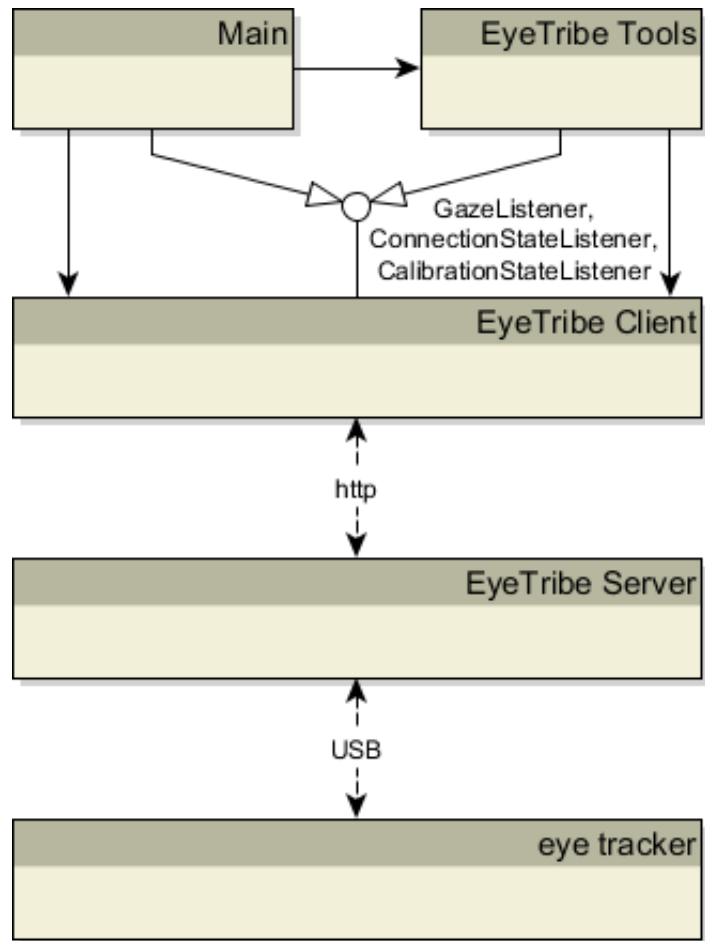 Main
EyeTribe Tools
GazeListener,
ConnectionStateListener,
CalibrationStateListener
EyeTribe Client
http
EyeTribe Server
USB
eye tracker